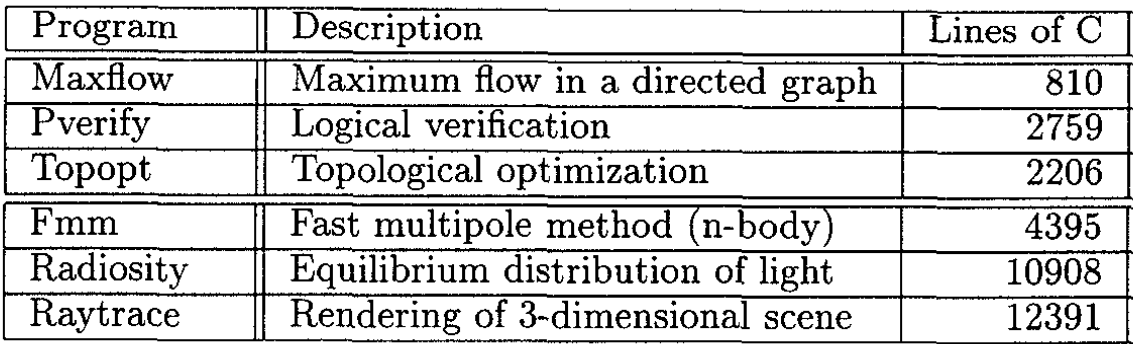 Program Description Lines of C
Maxflow Maximum flow in a directed graph 810
Pverify Logical verification 2759
Topopt Topological optimization 2206
Fmm Fast multipole method (n-body) 4395
Radiosity Equilibrium distribution of light 10908
Raytrace Rendering of 3-dimensional scene 12391